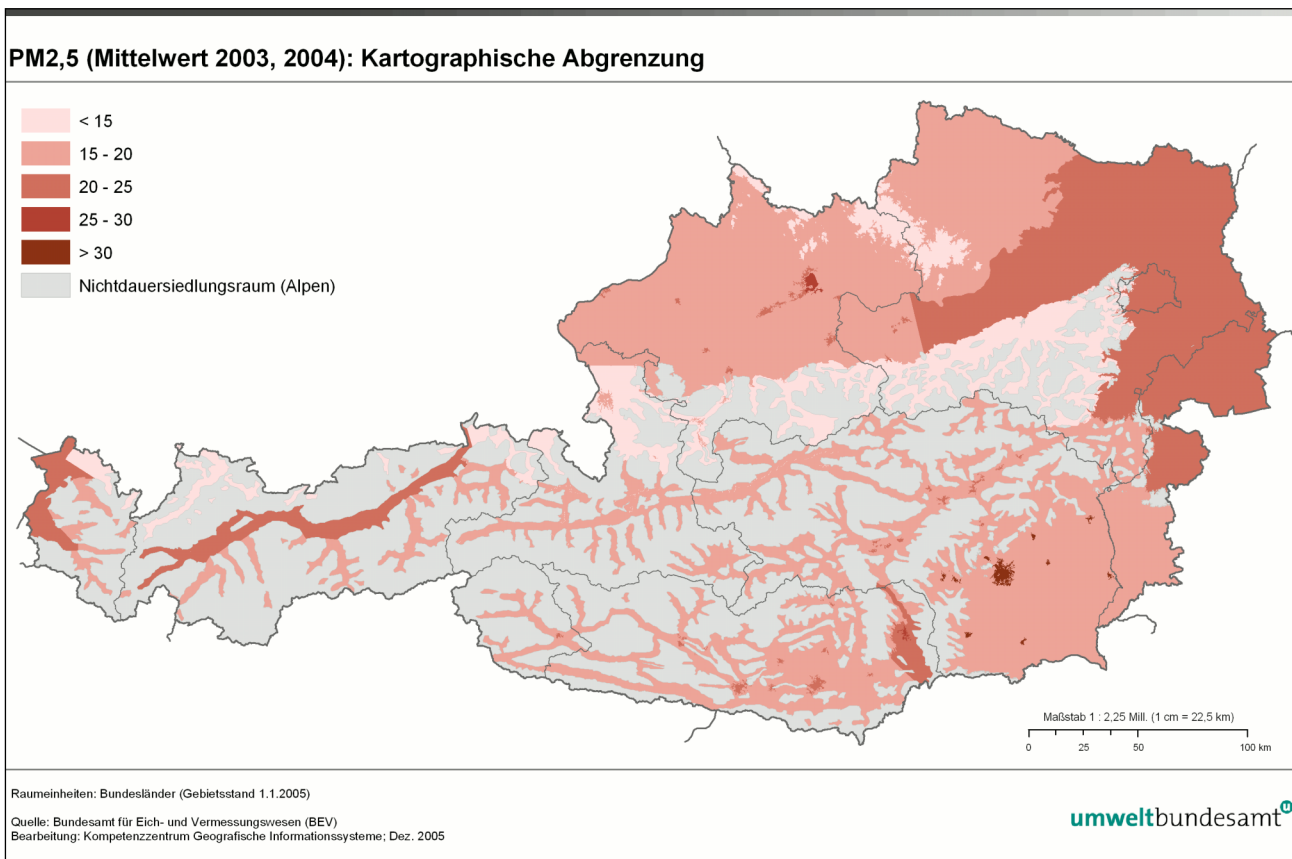 PM2,5 (Mittelwert 2003, 2004): Kartographische Abgrenzung
< 15
15 - 20
20 - 25
25 - 30
> 30
Nichtdauersiedlungsraum (Alpen)
Maßstab 1 : 2,25 Mill. (1 cm = 22,5 km)
0 25 50 100 km
Raumeinheiten: Bundesländer (Gebietsstand 1.1.2005)
Quelle: Bundesamt für Eich- und Vermessungswesen (BEV)
Bearbeitung: Kompetenzzentrum Geografische Informationssysteme; Dez. 2005
umweltbundesamt u